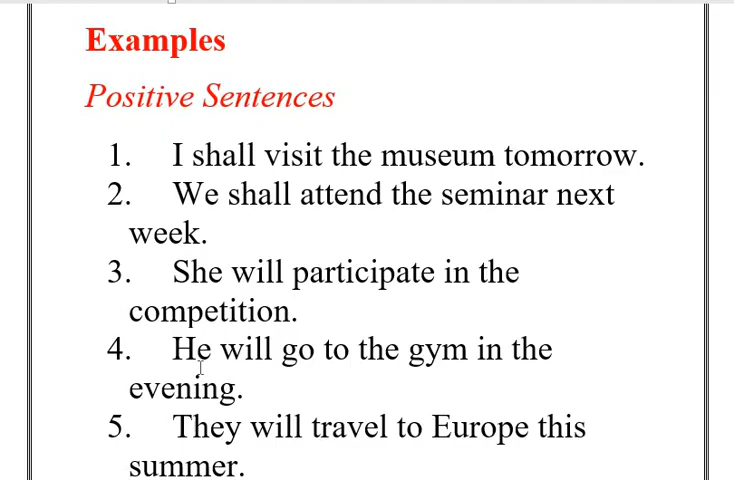 Examples
Positive Sentences
1. I shall visit the museum tomorrow.
2. We shall attend the seminar next
week.
3. She will participate in the
competition.
4. He will go to the gym in the
evening.
5. They will travel to Europe this
summer.